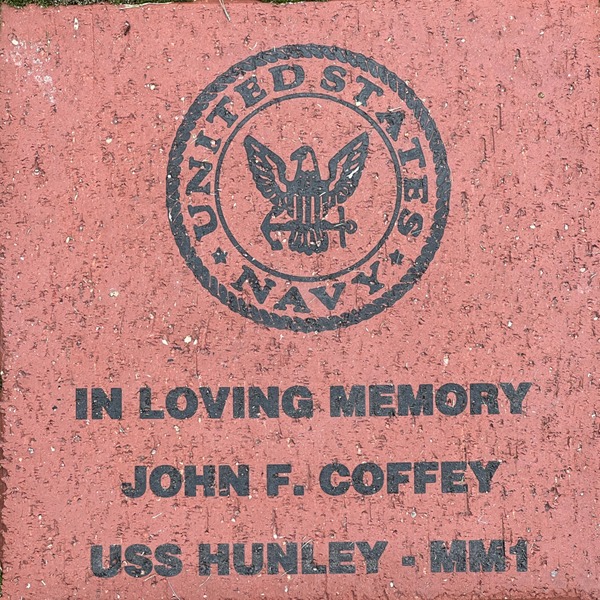 UNITED STATES
NAVY
IN LOVING MEMORY
JOHN F. COFFEY
USS HUNLEY - MM1